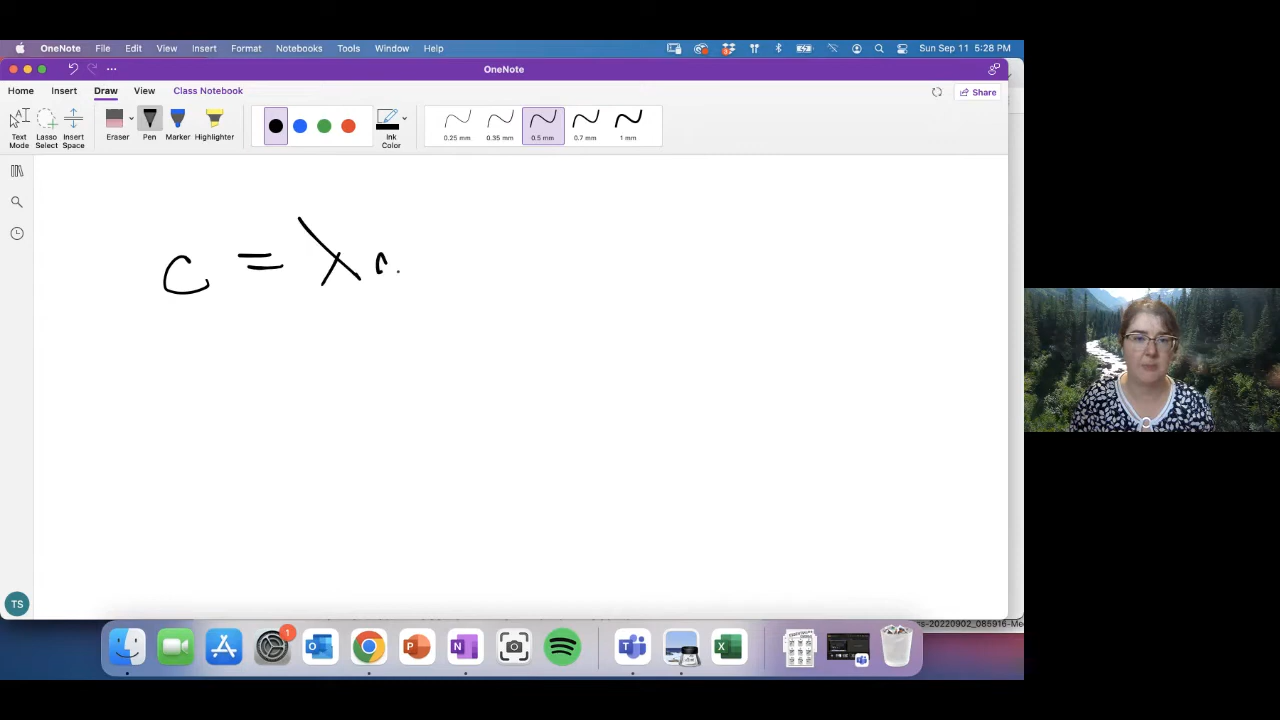 OneNote File Edit View Insert Format Notebooks Tools Window Help Sun Sep 11 5:28 PM
OneNote
Home Insert Draw View Class Notebook Share
Text Mode Lasso Select Insert Space Eraser Pen Marker Highlighter Ink Color 0.25 mm 0.35 mm 0.5 mm 0.7 mm 1 mm
c = λ
TS
1